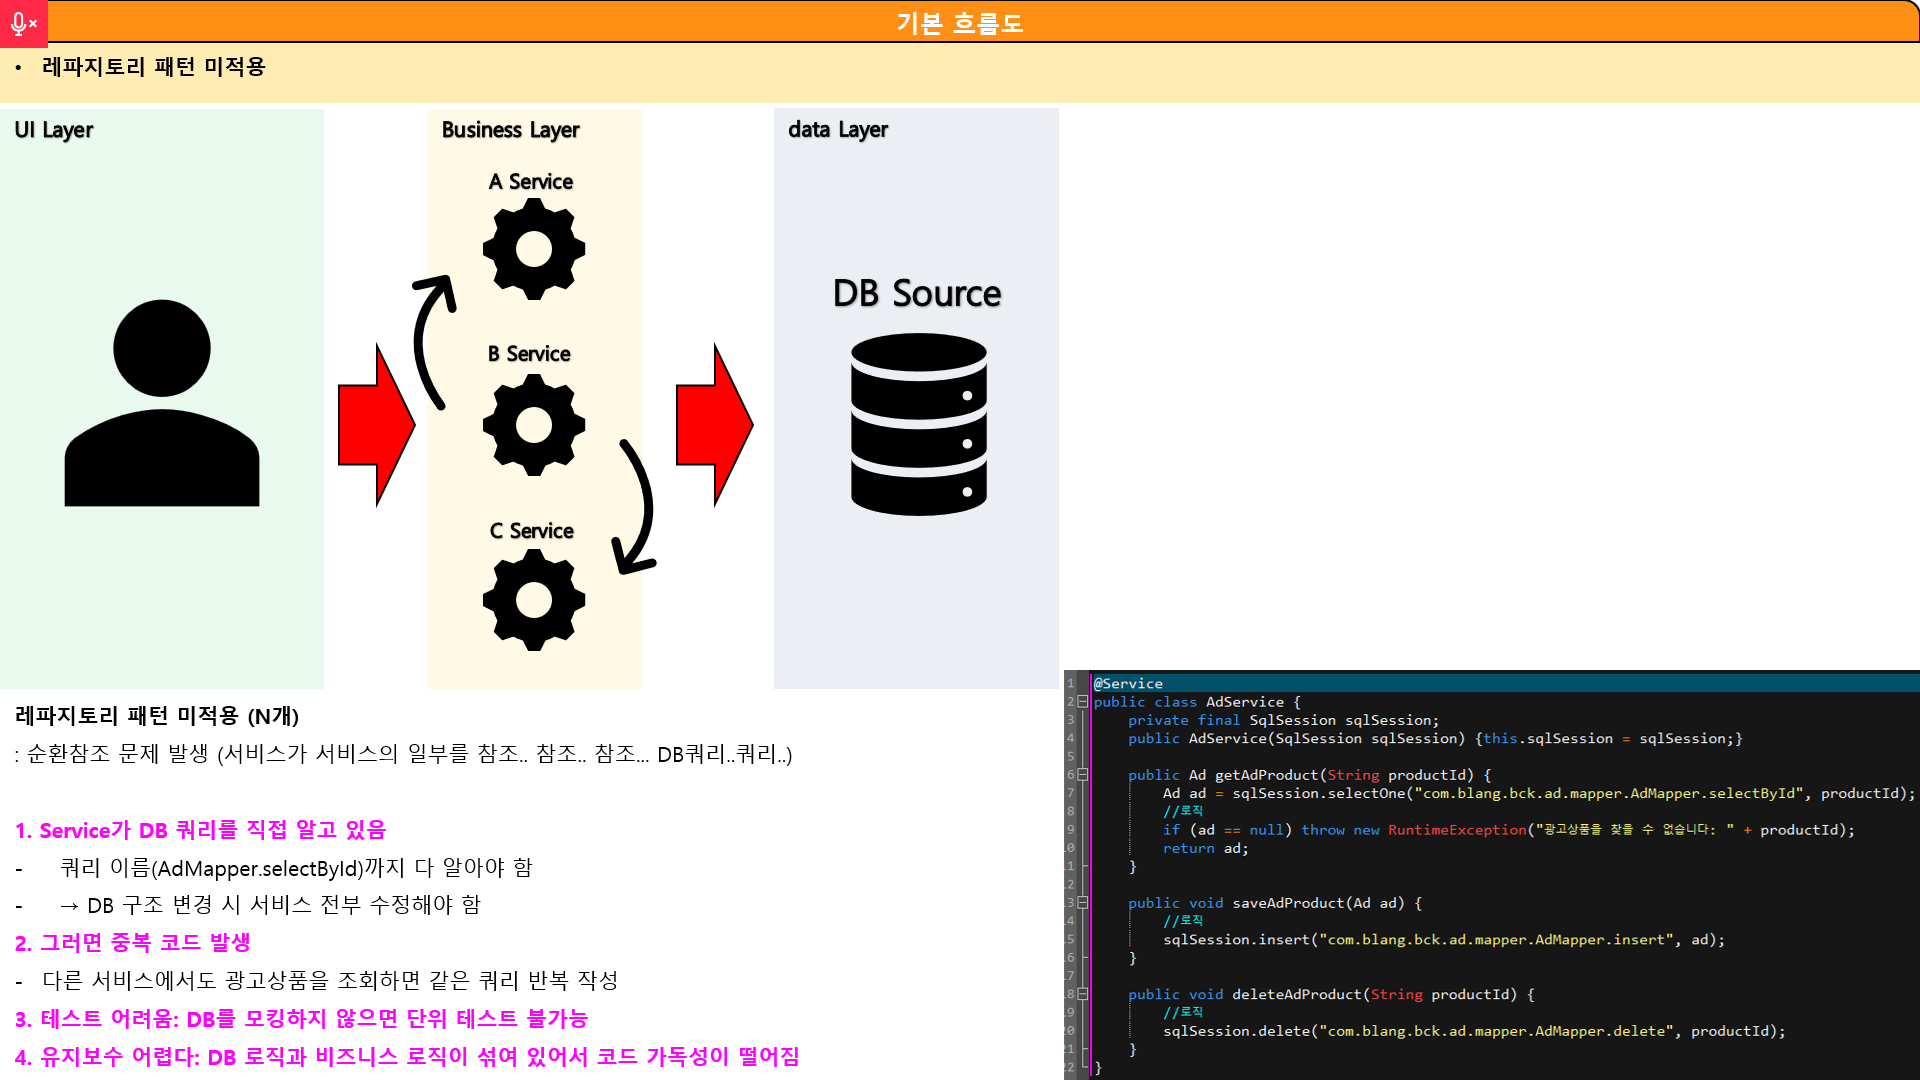 기본 흐름도
• 레파지토리 패턴 미적용
UI Layer
Business Layer
A Service
B Service
C Service
data Layer
DB Source
레파지토리 패턴 미적용 (N개)
: 순환참조 문제 발생 (서비스가 서비스의 일부를 참조.. 참조.. 참조... DB쿼리..쿼리..)
1. Service가 DB 쿼리를 직접 알고 있음
- 쿼리 이름(AdMapper.selectById)까지 다 알아야 함
- → DB 구조 변경 시 서비스 전부 수정해야 함
2. 그러면 중복 코드 발생
- 다른 서비스에서도 광고상품을 조회하면 같은 쿼리 반복 작성
3. 테스트 어려움: DB를 모킹하지 않으면 단위 테스트 불가능
4. 유지보수 어렵다: DB 로직과 비즈니스 로직이 섞여 있어서 코드 가독성이 떨어짐
1 @Service
2 public class AdService {
3 private final SqlSession sqlSession;
4 public AdService(SqlSession sqlSession) {this.sqlSession = sqlSession;}
5
6 public Ad getAdProduct(String productId) {
7 Ad ad = sqlSession.selectOne("com.blang.bck.ad.mapper.AdMapper.selectById", productId);
8 //로직
9 if (ad == null) throw new RuntimeException("광고상품을 찾을 수 없습니다: " + productId);
0 return ad;
1 }
2
3 public void saveAdProduct(Ad ad) {
4 //로직
5 sqlSession.insert("com.blang.bck.ad.mapper.AdMapper.insert", ad);
6 }
7
8 public void deleteAdProduct(String productId) {
9 //로직
20 sqlSession.delete("com.blang.bck.ad.mapper.AdMapper.delete", productId);
21 }
22 }